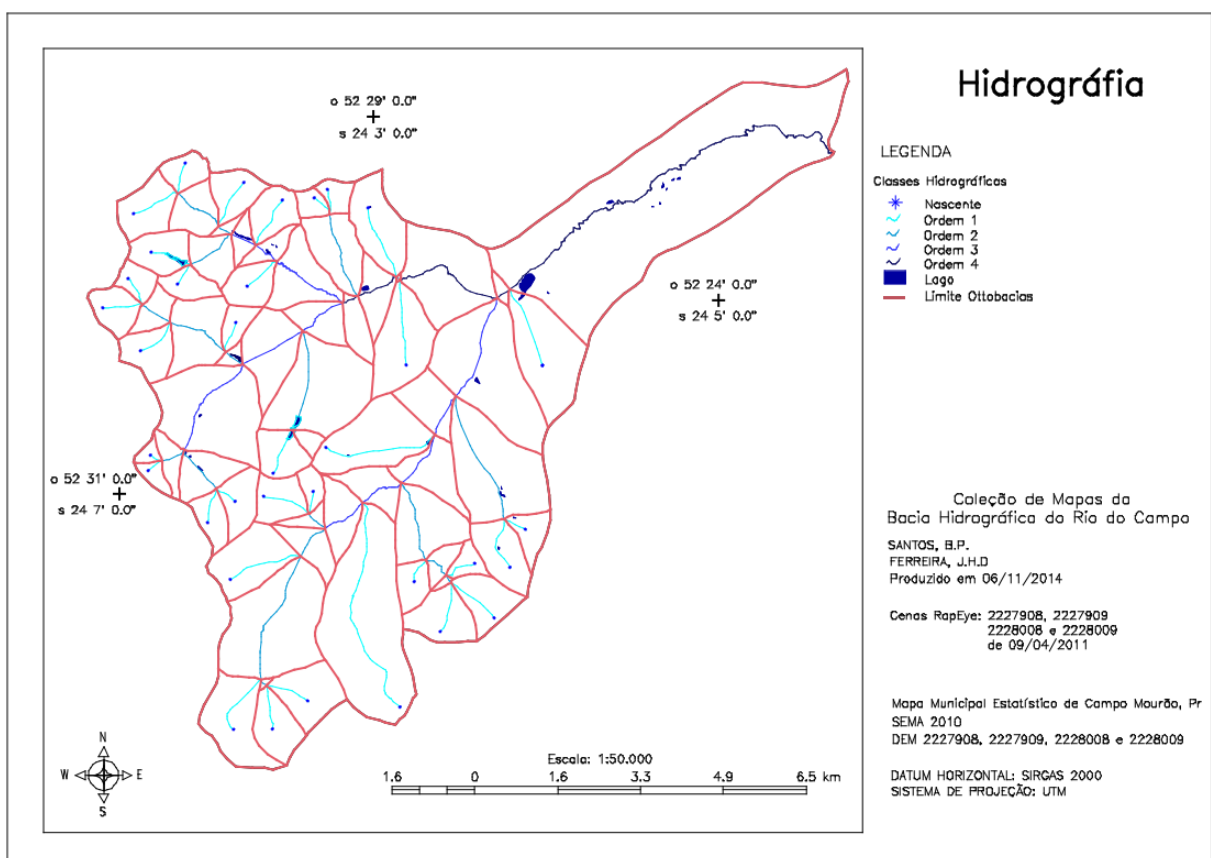 Hidrográfia
o 52 29' 0.0"
s 24 3' 0.0"
o 52 24' 0.0"
s 24 5' 0.0"
o 52 31' 0.0"
s 24 7' 0.0"
LEGENDA
Classes Hidrográficas
Nascente
Ordem 1
Ordem 2
Ordem 3
Ordem 4
Lago
Limite Ottobacias
Coleção de Mapas da
Bacia Hidrográfica do Rio do Campo
SANTOS, B.P.
FERREIRA, J.H.D
Produzido em 06/11/2014
Cenas RapEye: 2227908, 2227909
2228008 e 2228009
de 09/04/2011
Mapa Municipal Estatístico de Campo Mourão, Pr
SEMA 2010
DEM 2227908, 2227909, 2228008 e 2228009
DATUM HORIZONTAL: SIRGAS 2000
SISTEMA DE PROJEÇÃO: UTM
N
W E
S
Escala: 1:50.000
1.6 0 1.6 3.3 4.9 6.5 km